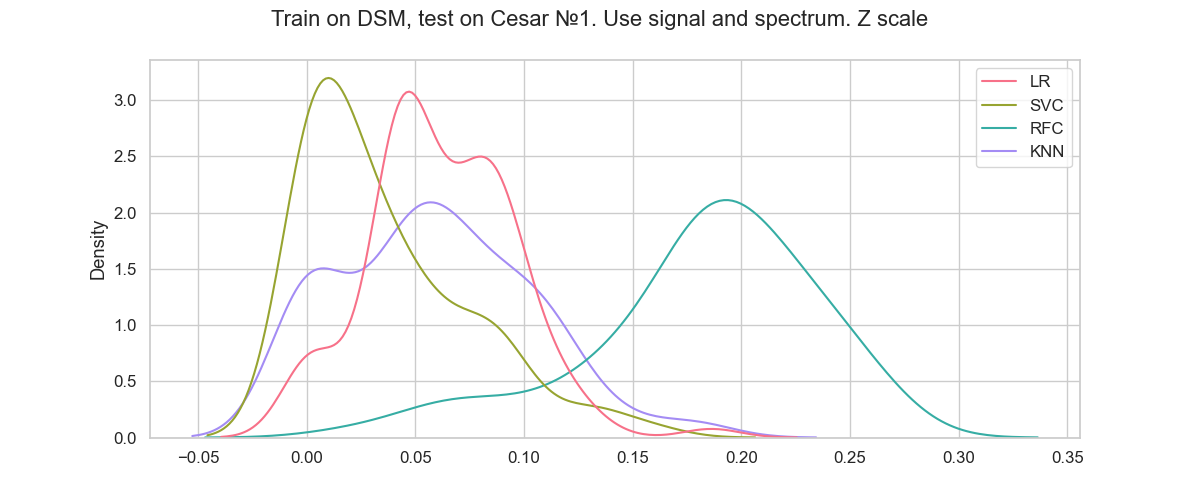 Train on DSM, test on Cesar №1. Use signal and spectrum. Z scale
LR
SVC
RFC
KNN
Density
3.0
2.5
2.0
1.5
1.0
0.5
0.0
−0.05
0.00
0.05
0.10
0.15
0.20
0.25
0.30
0.35